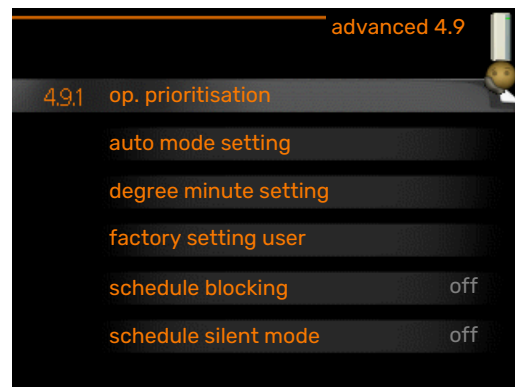 advanced 4.9
4.9.1 op. prioritisation
auto mode setting
degree minute setting
factory setting user
schedule blocking off
schedule silent mode off